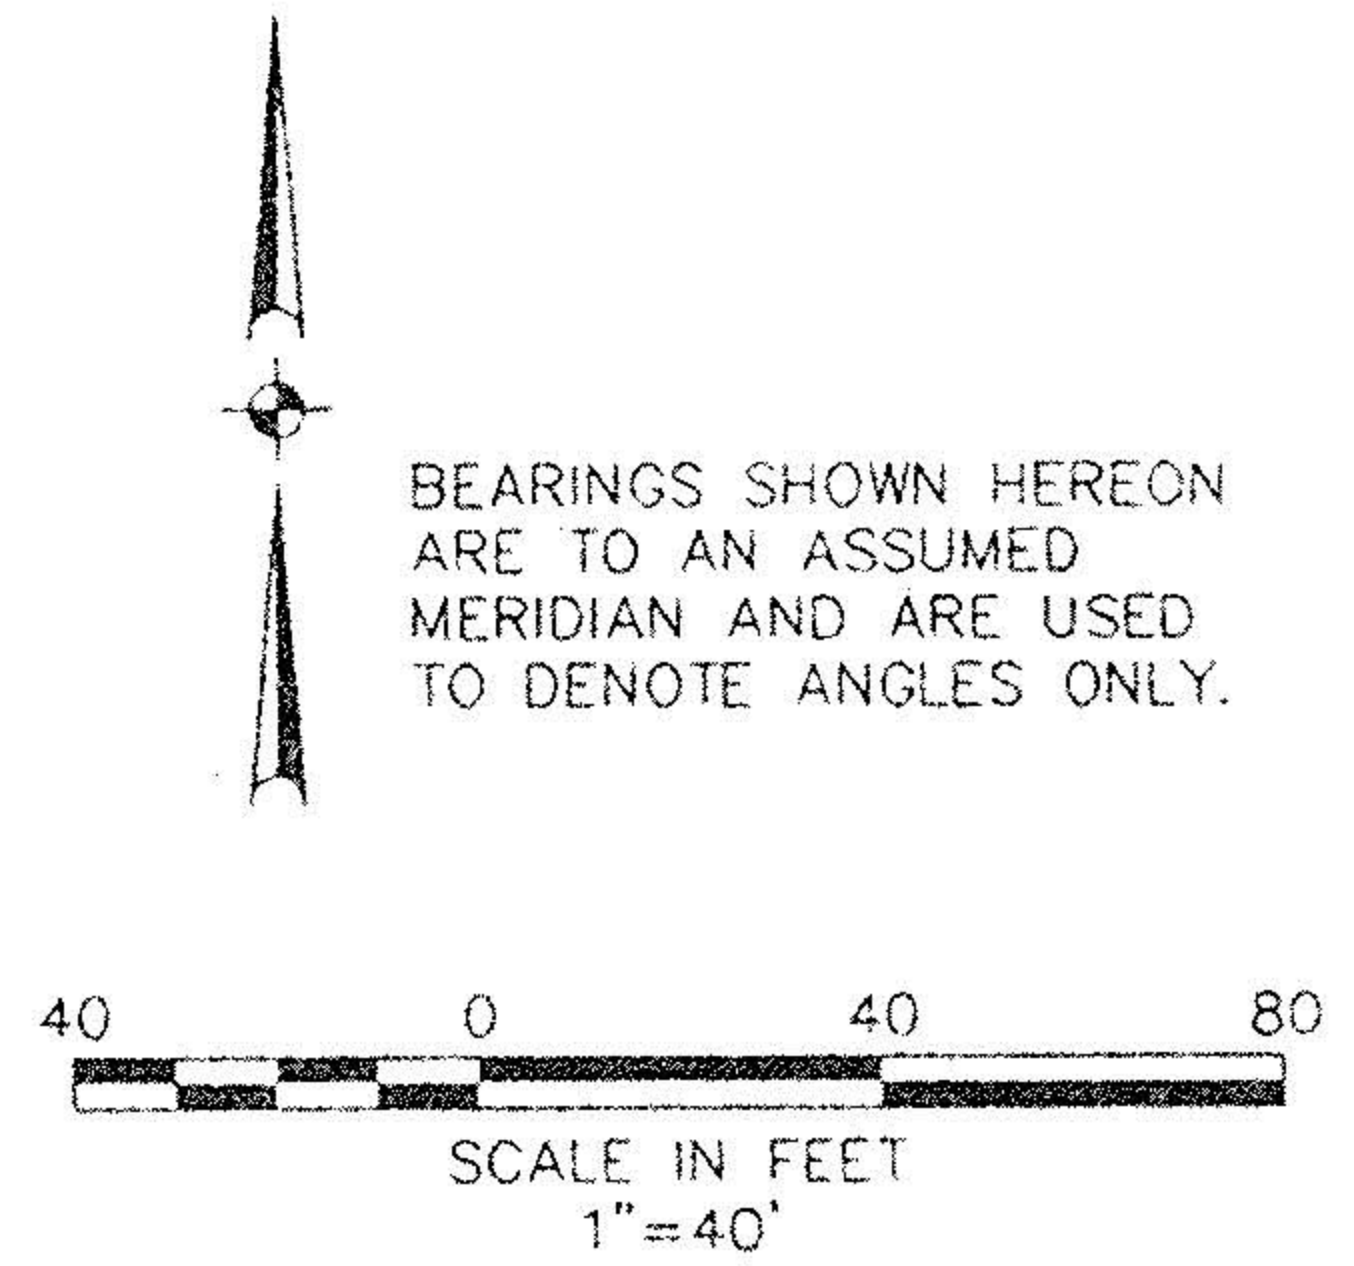 BEARINGS SHOWN HEREON
ARE TO AN ASSUMED
MERIDIAN AND ARE USED
TO DENOTE ANGLES ONLY.
40 0 40 80
SCALE IN FEET
1"=40'